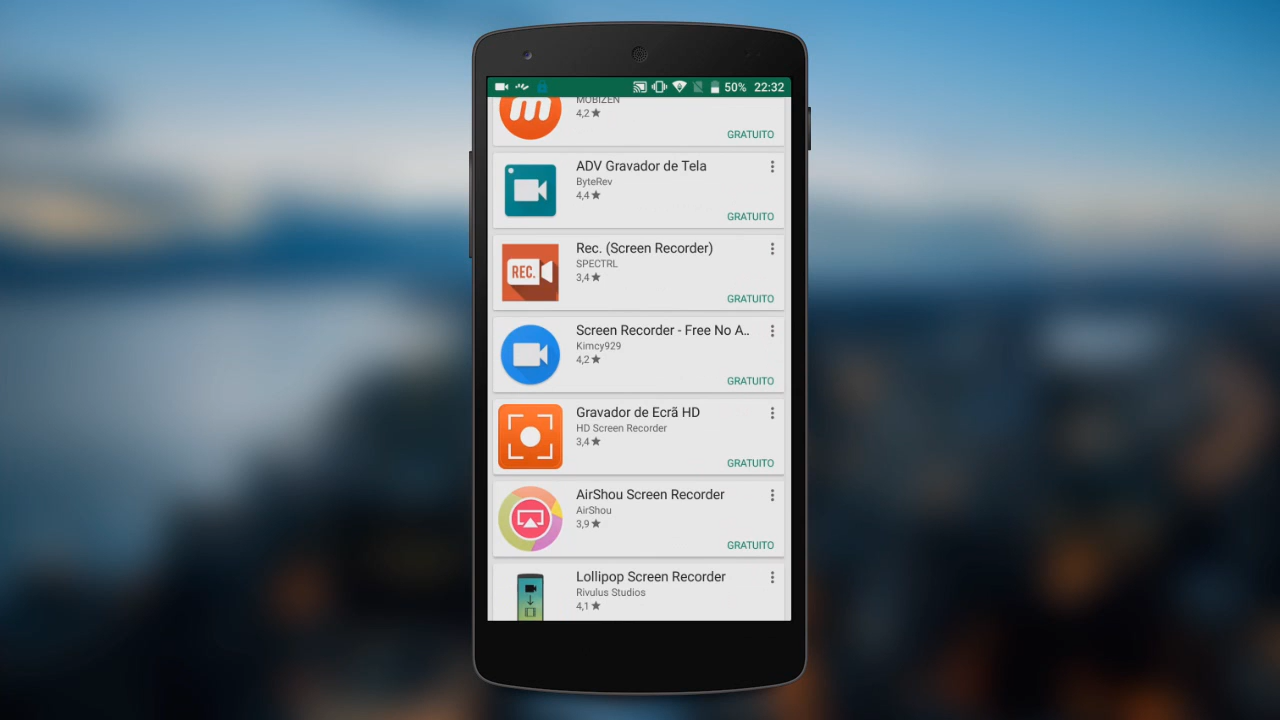 50% 22:32
MOBIZEN
4,2★
GRATUITO
ADV Gravador de Tela
ByteRev
4,4★
GRATUITO
REC.
Rec. (Screen Recorder)
SPECTRL
3,4★
GRATUITO
Screen Recorder - Free No A..
Kimcy929
4,2★
GRATUITO
Gravador de Ecrã HD
HD Screen Recorder
3,4★
GRATUITO
AirShou Screen Recorder
AirShou
3,9★
GRATUITO
Lollipop Screen Recorder
Rivulus Studios
4,1★